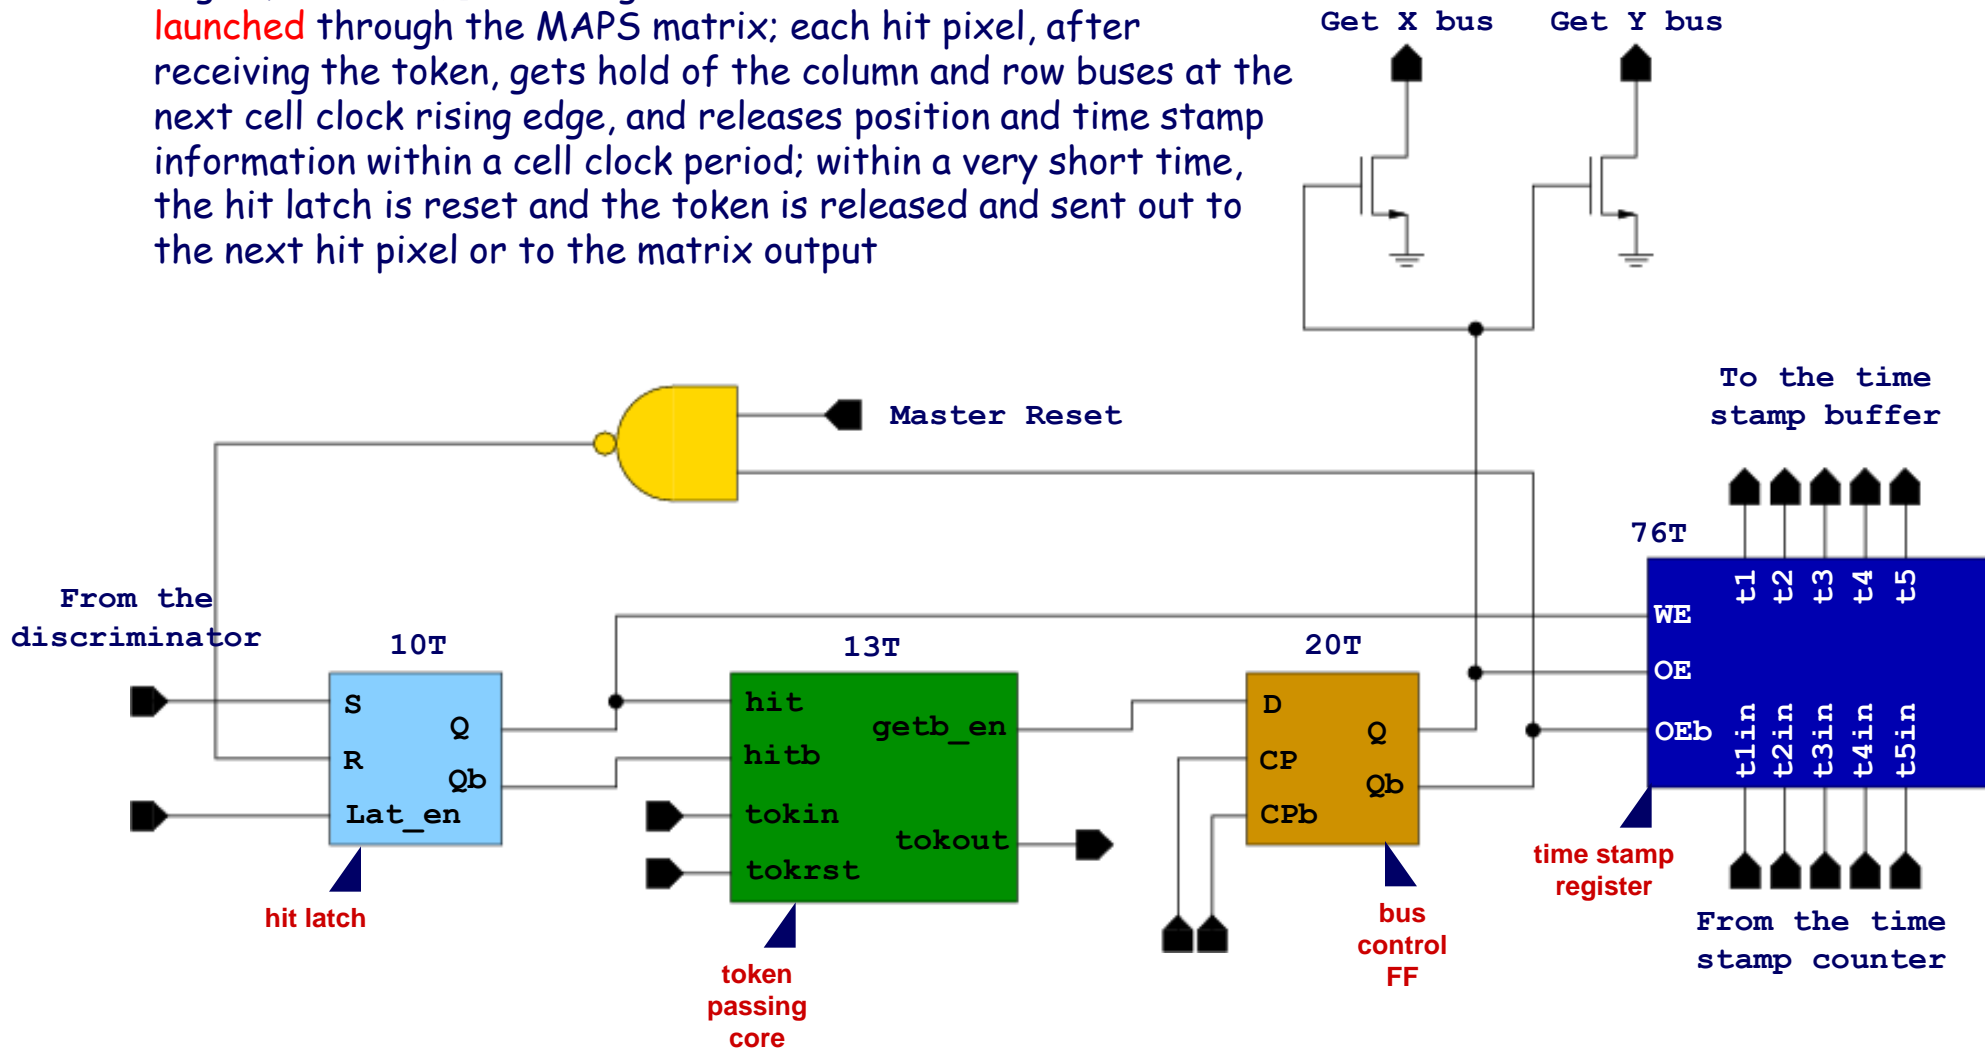 launched through the MAPS matrix; each hit pixel, after
receiving the token, gets hold of the column and row buses at the
next cell clock rising edge, and releases position and time stamp
information within a cell clock period; within a very short time,
the hit latch is reset and the token is released and sent out to
the next hit pixel or to the matrix output
Get X bus
Get Y bus
To the time
stamp buffer
Master Reset
76T
t1
t2
t3
t4
t5
WE
OE
OEb
t1in
t2in
t3in
t4in
t5in
From the
discriminator
10T
S
Q
R
Qb
Lat_en
13T
hit
getb_en
hitb
tokin
tokout
tokrst
20T
D
Q
CP
Qb
CPb
hit latch
token
passing
core
bus
control
FF
time stamp
register
From the time
stamp counter